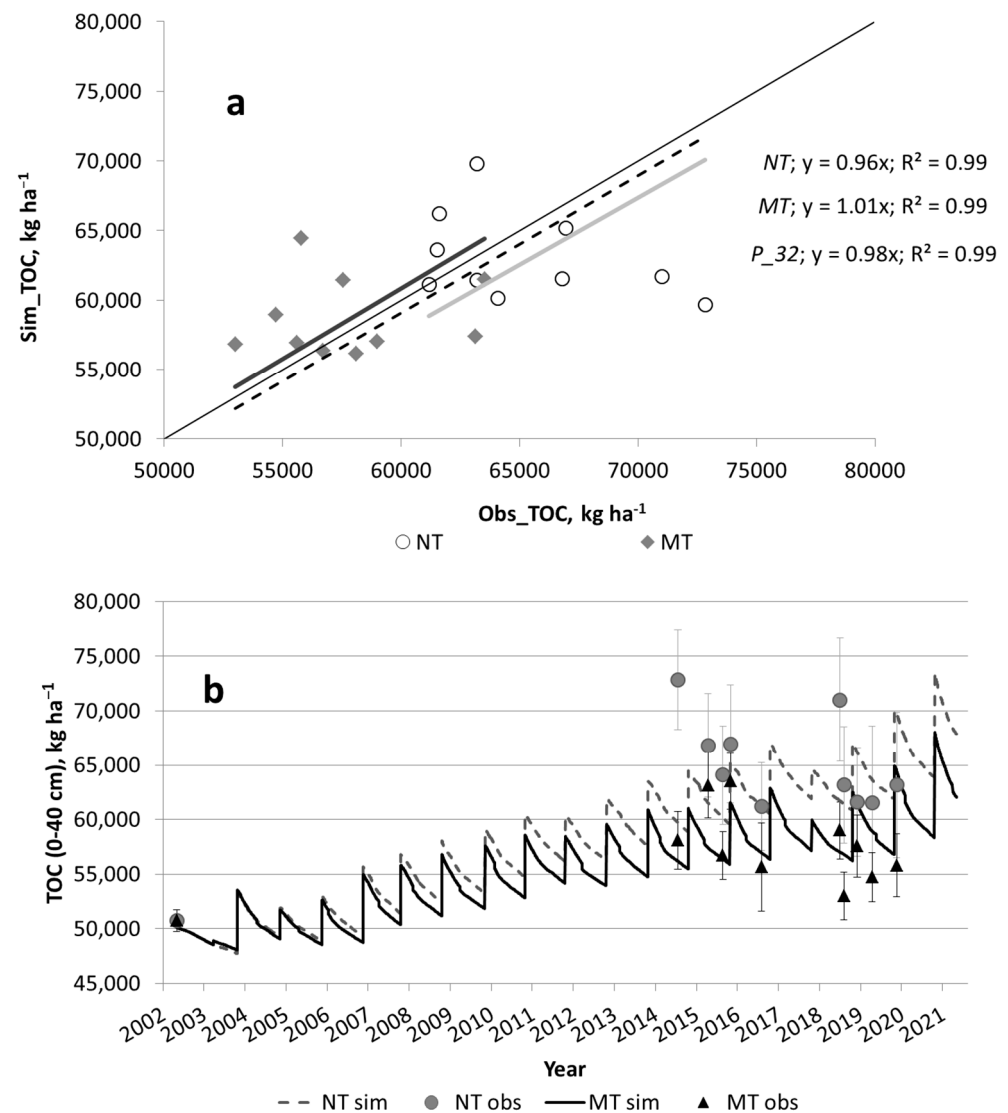 80,000
75,000
70,000
65,000
60,000
55,000
50,000
Sim_TOC, kg ha⁻¹
a
NT; y = 0.96x; R² = 0.99
MT; y = 1.01x; R² = 0.99
P_32; y = 0.98x; R² = 0.99
50000 55000 60000 65000 70000 75000 80000
Obs_TOC, kg ha⁻¹
NT MT
80,000
75,000
70,000
65,000
60,000
55,000
50,000
45,000
TOC (0-40 cm), kg ha⁻¹
b
2002 2003 2004 2005 2006 2007 2008 2009 2010 2011 2012 2013 2014 2015 2016 2017 2018 2019 2020 2021
Year
NT sim NT obs MT sim MT obs